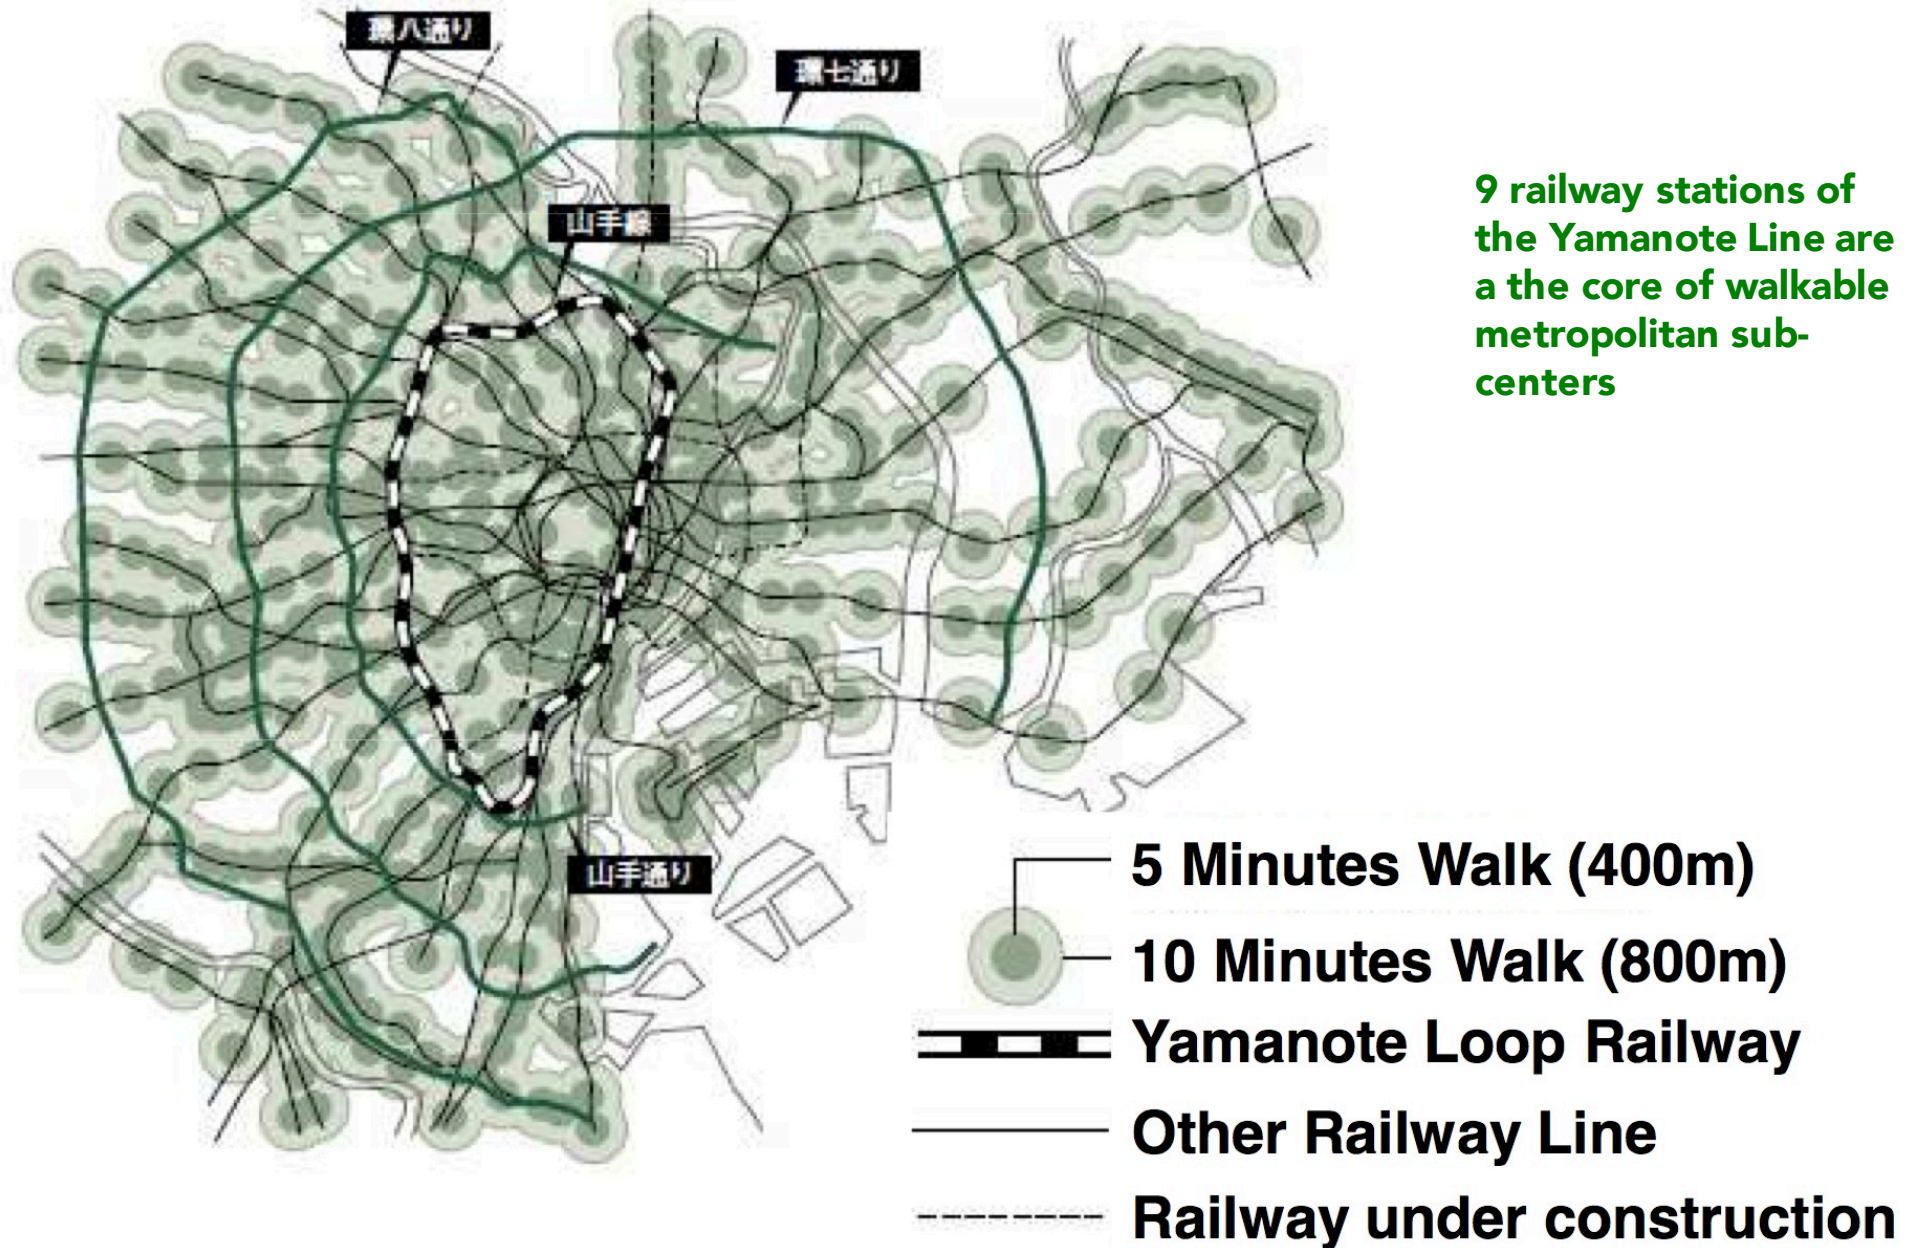 環八通り
環七通り
山手線
山手通り
9 railway stations of
the Yamanote Line are
a the core of walkable
metropolitan sub-
centers
5 Minutes Walk (400m)
10 Minutes Walk (800m)
Yamanote Loop Railway
Other Railway Line
Railway under construction